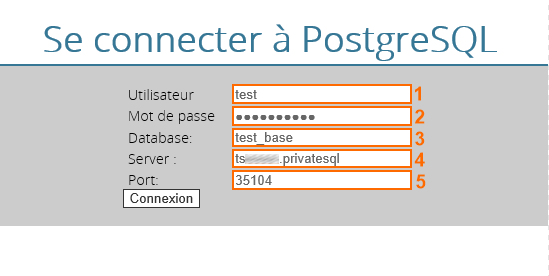 Se connecter à PostgreSQL
Utilisateur test 1
Mot de passe ●●●●●●●●●● 2
Database: test_base 3
Server : ts .privatesql 4
Port: 35104 5
Connexion